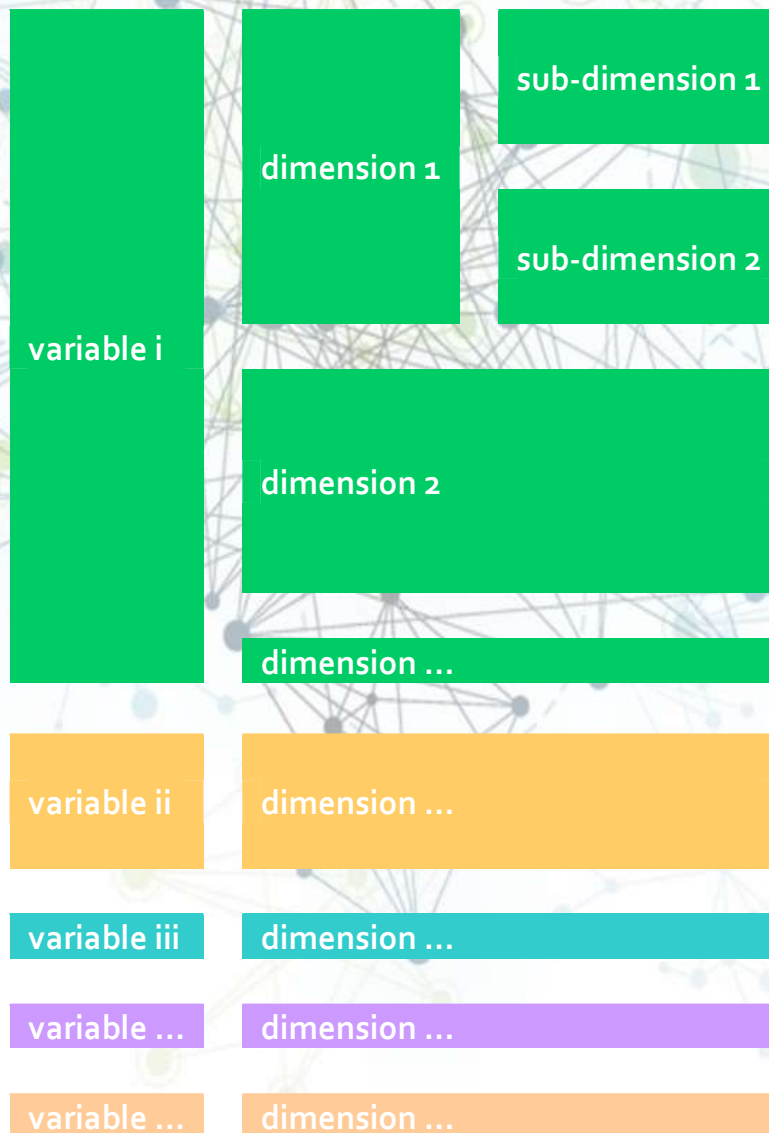 sub-dimension 1
dimension 1
sub-dimension 2
variable i
dimension 2
dimension ...
variable ii
dimension ...
variable iii
dimension ...
variable ...
dimension ...
variable ...
dimension ...